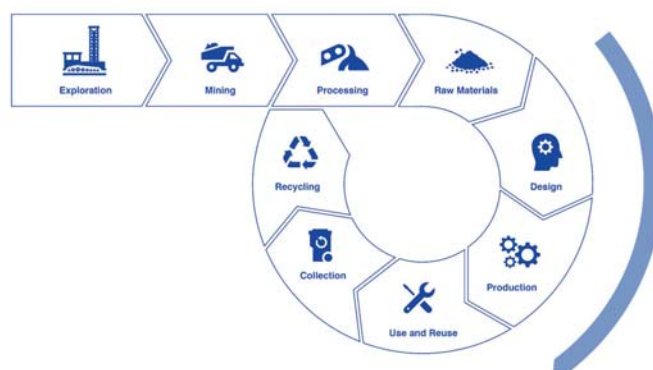 Exploration
Mining
Processing
Raw Materials
Design
Production
Use and Reuse
Collection
Recycling